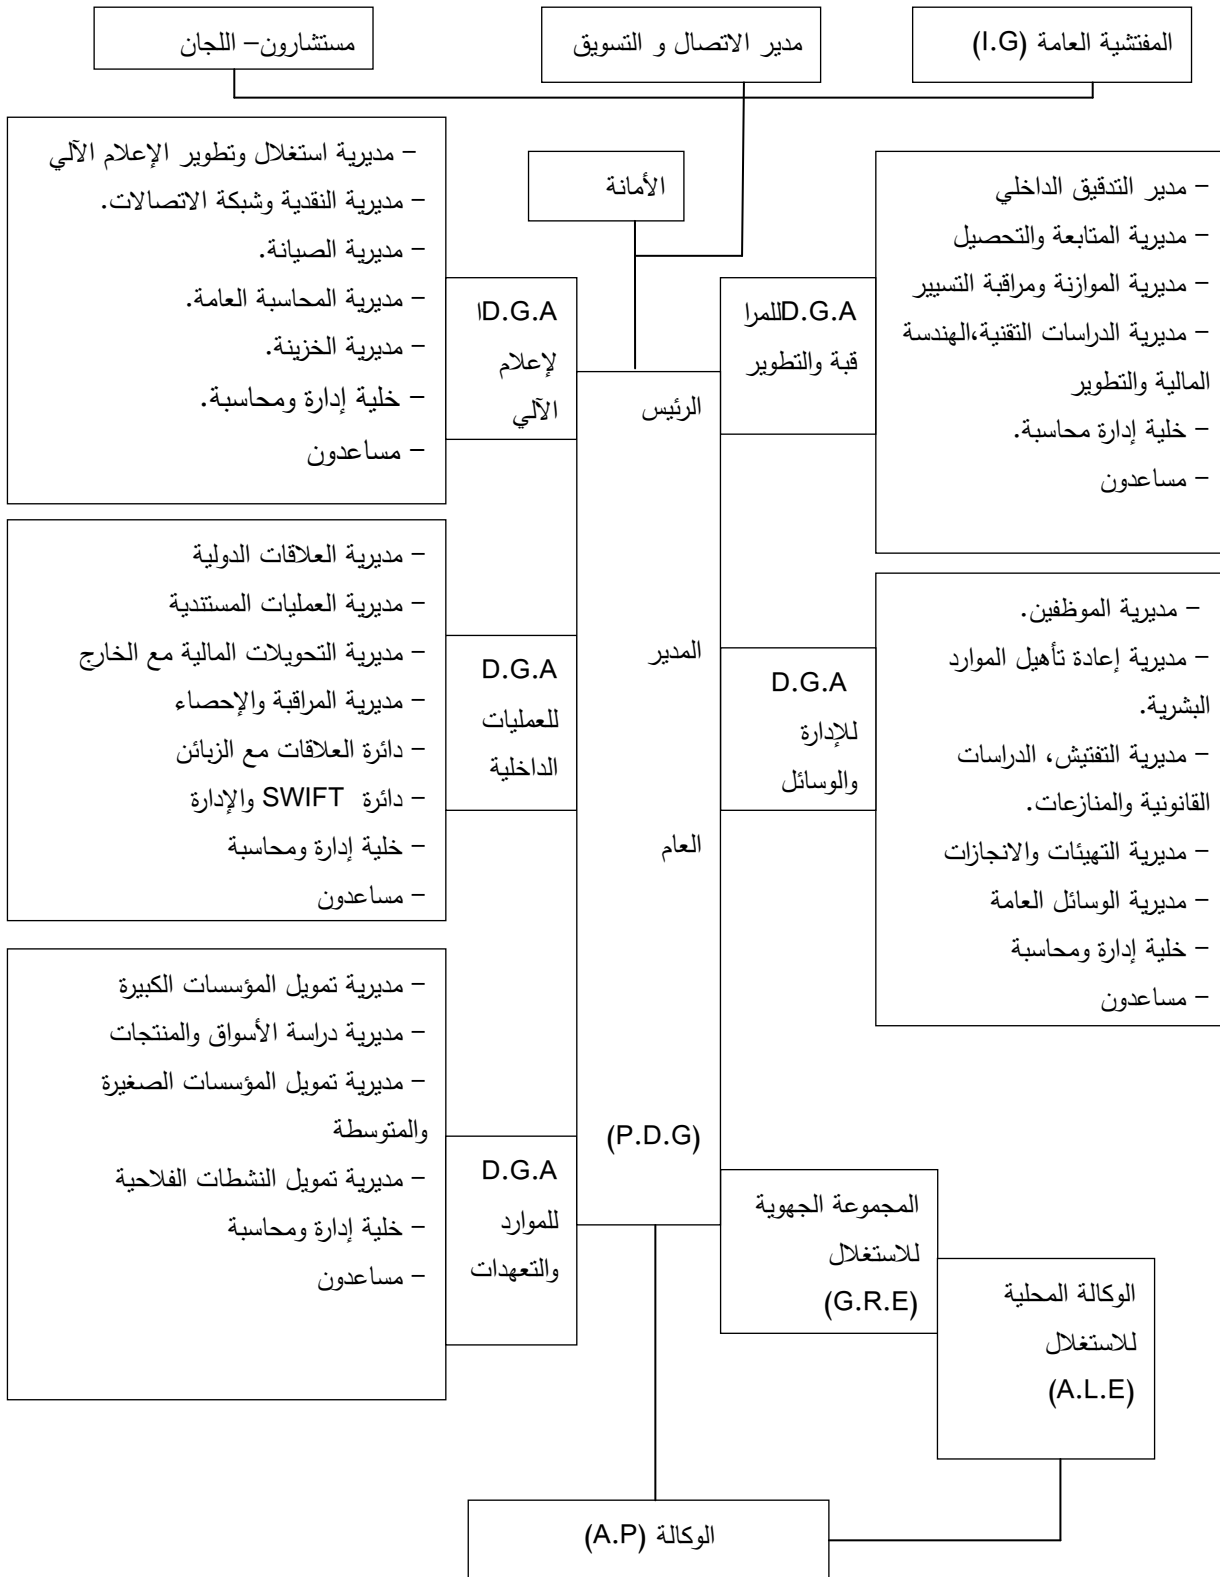 المفتشية العامة (I.G)
مدير الاتصال و التسويق
مستشارون– اللجان
الأمانة
– مدير التدقيق الداخلي
– مديرية المتابعة والتحصيل
– مديرية الموازنة ومراقبة التسيير
– مديرية الدراسات التقنية،الهندسة
المالية والتطوير
– خلية إدارة محاسبة.
– مساعدون
D.G.Aللمرا
قبة والتطوير
D.G.Aا
لإعلام
الآلي
– مديرية استغلال وتطوير الإعلام الآلي
– مديرية النقدية وشبكة الاتصالات.
– مديرية الصيانة.
– مديرية المحاسبة العامة.
– مديرية الخزينة.
– خلية إدارة ومحاسبة.
– مساعدون
الرئيس
المدير
العام
(P.D.G)
– مديرية الموظفين.
– مديرية إعادة تأهيل الموارد
البشرية.
– مديرية التفتيش، الدراسات
القانونية والمنازعات.
– مديرية التهيئات والانجازات
– مديرية الوسائل العامة
– خلية إدارة ومحاسبة
– مساعدون
D.G.A
للإدارة
والوسائل
D.G.A
للعمليات
الداخلية
– مديرية العلاقات الدولية
– مديرية العمليات المستندية
– مديرية التحويلات المالية مع الخارج
– مديرية المراقبة والإحصاء
– دائرة العلاقات مع الزبائن
– دائرة SWIFT والإدارة
– خلية إدارة ومحاسبة
– مساعدون
D.G.A
للموارد
والتعهدات
– مديرية تمويل المؤسسات الكبيرة
– مديرية دراسة الأسواق والمنتجات
– مديرية تمويل المؤسسات الصغيرة
والمتوسطة
– مديرية تمويل النشطات الفلاحية
– خلية إدارة ومحاسبة
– مساعدون
المجموعة الجهوية
للاستغلال
(G.R.E)
الوكالة المحلية
للاستغلال
(A.L.E)
الوكالة (A.P)